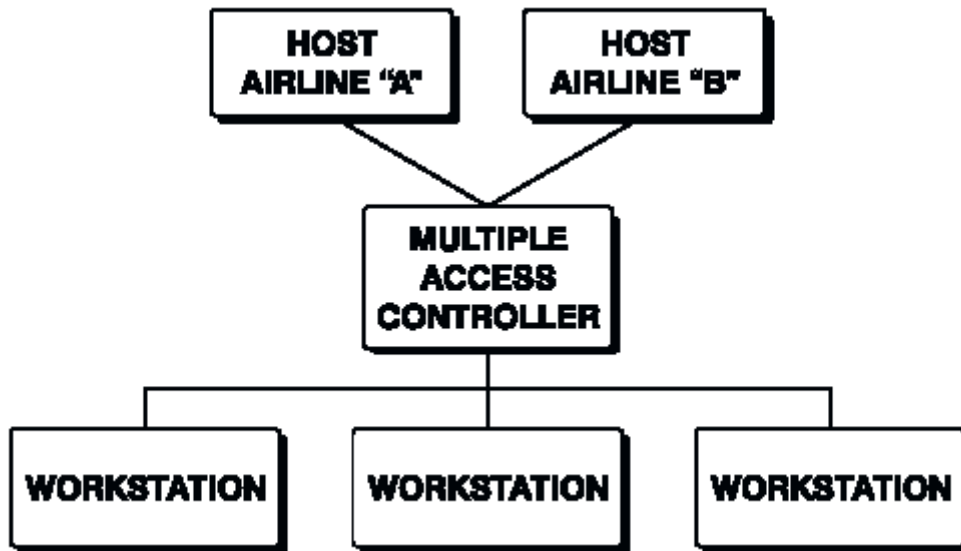 HOST
AIRLINE "A"
HOST
AIRLINE "B"
MULTIPLE
ACCESS
CONTROLLER
WORKSTATION
WORKSTATION
WORKSTATION